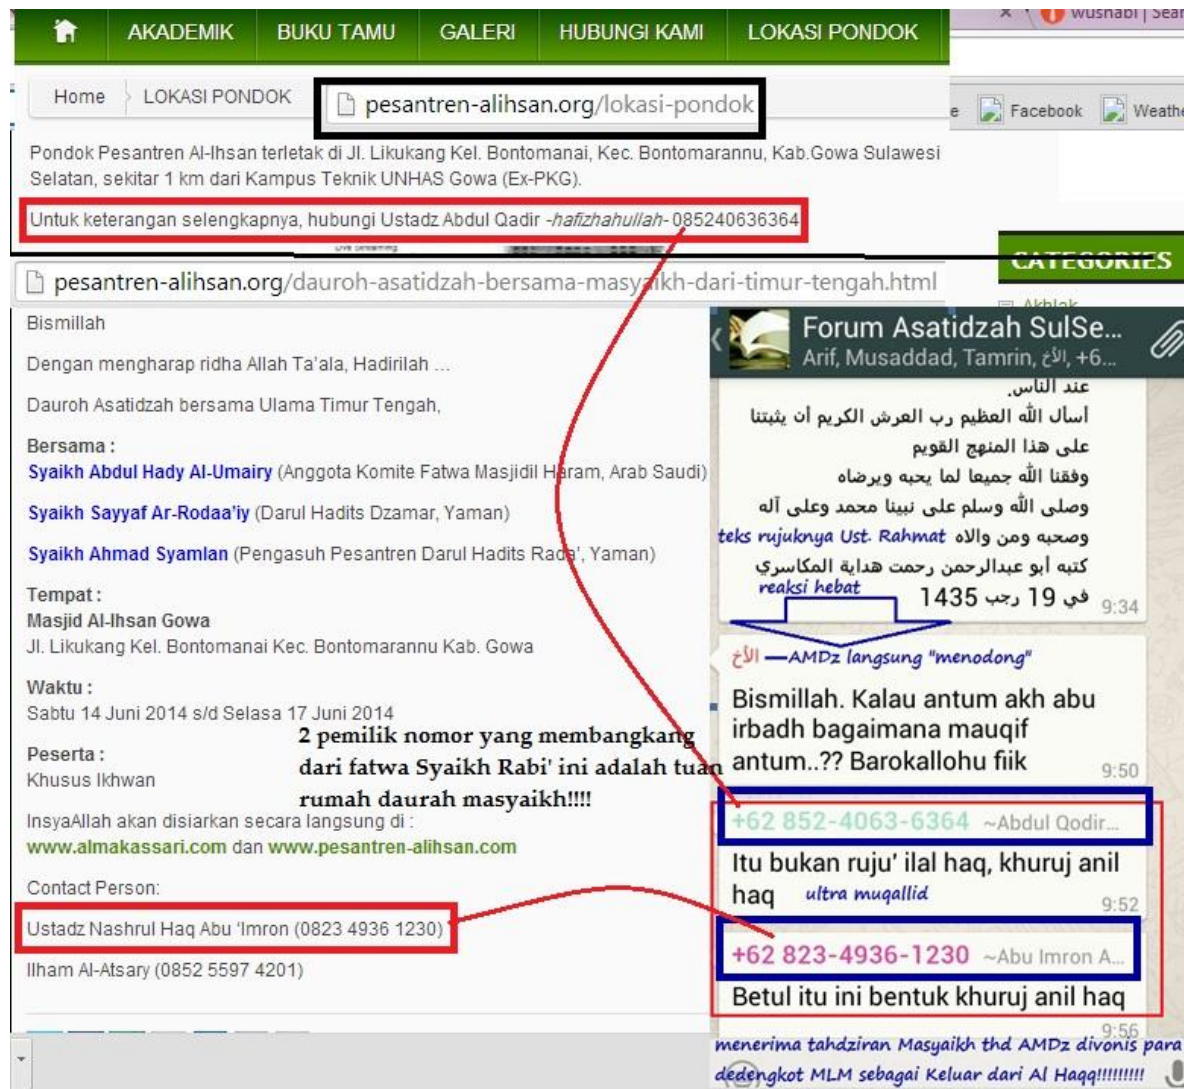 AKADEMIK BUKU TAMU GALERI HUBUNGI KAMI LOKASI PONDOK
Home LOKASI PONDOK
pesantren-alihsan.org/lokasi-pondok
Facebook
Pondok Pesantren Al-Ihsan terletak di Jl. Likukang Kel. Bontomanai, Kec. Bontomarannu, Kab.Gowa Sulawesi
Selatan, sekitar 1 km dari Kampus Teknik UNHAS Gowa (Ex-PKG).
Untuk keterangan selengkapnya, hubungi Ustadz Abdul Qadir -hafizhahullah- 085240636364
CATEGORIES
pesantren-alihsan.org/dauroh-asatidzah-bersama-masyaikh-dari-timur-tengah.html
Bismillah
Dengan mengharap ridha Allah Ta'ala, Hadirilah ...
Dauroh Asatidzah bersama Ulama Timur Tengah,
Bersama :
Syaikh Abdul Hady Al-Umairy (Anggota Komite Fatwa Masjidil Haram, Arab Saudi)
Syaikh Sayyaf Ar-Rodaa'iy (Darul Hadits Dzamar, Yaman)
Syaikh Ahmad Syamlan (Pengasuh Pesantren Darul Hadits Rada', Yaman)
Tempat :
Masjid Al-Ihsan Gowa
Jl. Likukang Kel. Bontomanai Kec. Bontomarannu Kab. Gowa
Waktu :
Sabtu 14 Juni 2014 s/d Selasa 17 Juni 2014
Peserta :
Khusus Ikhwan
2 pemilik nomor yang membangkang
dari fatwa Syaikh Rabi' ini adalah tuan
rumah daurah masyaikh!!!!
InsyaAllah akan disiarkan secara langsung di :
www.almakassari.com dan www.pesantren-alihsan.com
Contact Person:
Ustadz Nashrul Haq Abu 'Imron (0823 4936 1230)
Ilham Al-Atsary (0852 5597 4201)
Forum Asatidzah SulSe...
Arif, Musaddad, Tamrin, الأخ, +6...
عند الناس.
أسأل الله العظيم رب العرش الكريم أن يثبتنا
على هذا المنهج القويم
وفقنا الله جميعا لما يحبه ويرضاه
وصلى الله وسلم على نبينا محمد وعلى آله
وصحبه ومن والاه
teks rujuknya Ust. Rahmat
كتبه أبو عبدالرحمن رحمت هداية المكاسري
reaksi hebat
في 19 رجب 1435
9:34
الأخ —AMDz langsung "menodong"
Bismillah. Kalau antum akh abu
irbadh bagaimana mauqif
antum..?? Barokallohu fiik
9:50
+62 852-4063-6364 ~Abdul Qodir...
Itu bukan ruju' ilal haq, khuruj anil
haq
ultra muqallid
9:52
+62 823-4936-1230 ~Abu Imron A...
Betul itu ini bentuk khuruj anil haq
9:56
menerima tahdziran Masyaikh thd AMDz divonis para
dedengkot MLM sebagai Keluar dari Al Haqq!!!!!!!!!